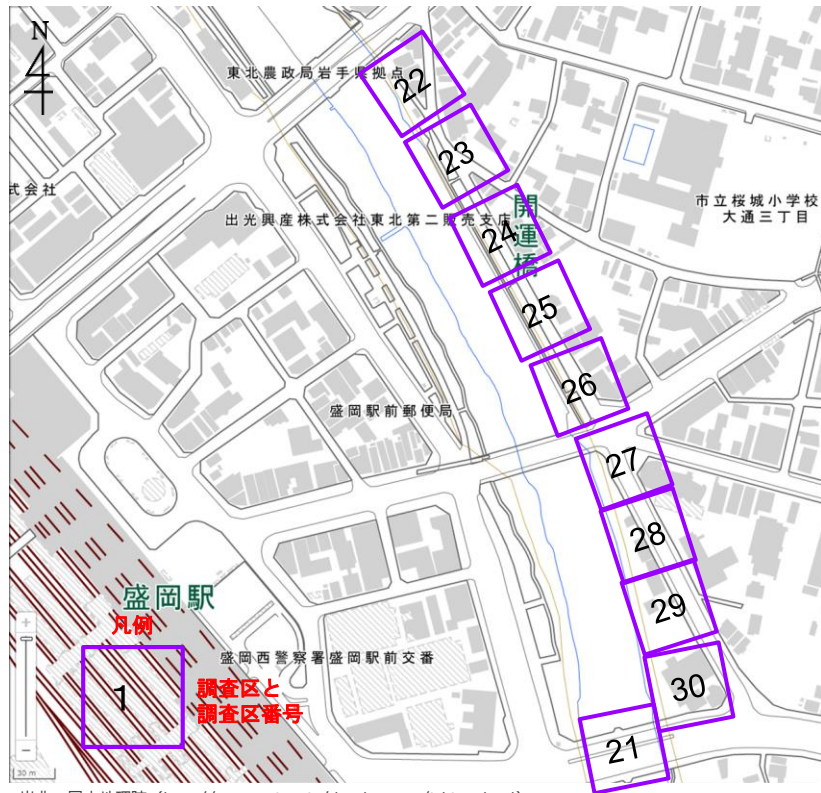 N
東北農政局岩手県拠点
22
23
式会社
市立桜城小学校
大通三丁目
出光興産株式会社東北第二販売支店
24
開運橋
25
26
盛岡駅前郵便局
27
28
盛岡駅
凡例
29
盛岡西警察署盛岡駅前交番
1
調査区と
調査区番号
30
21
30 m